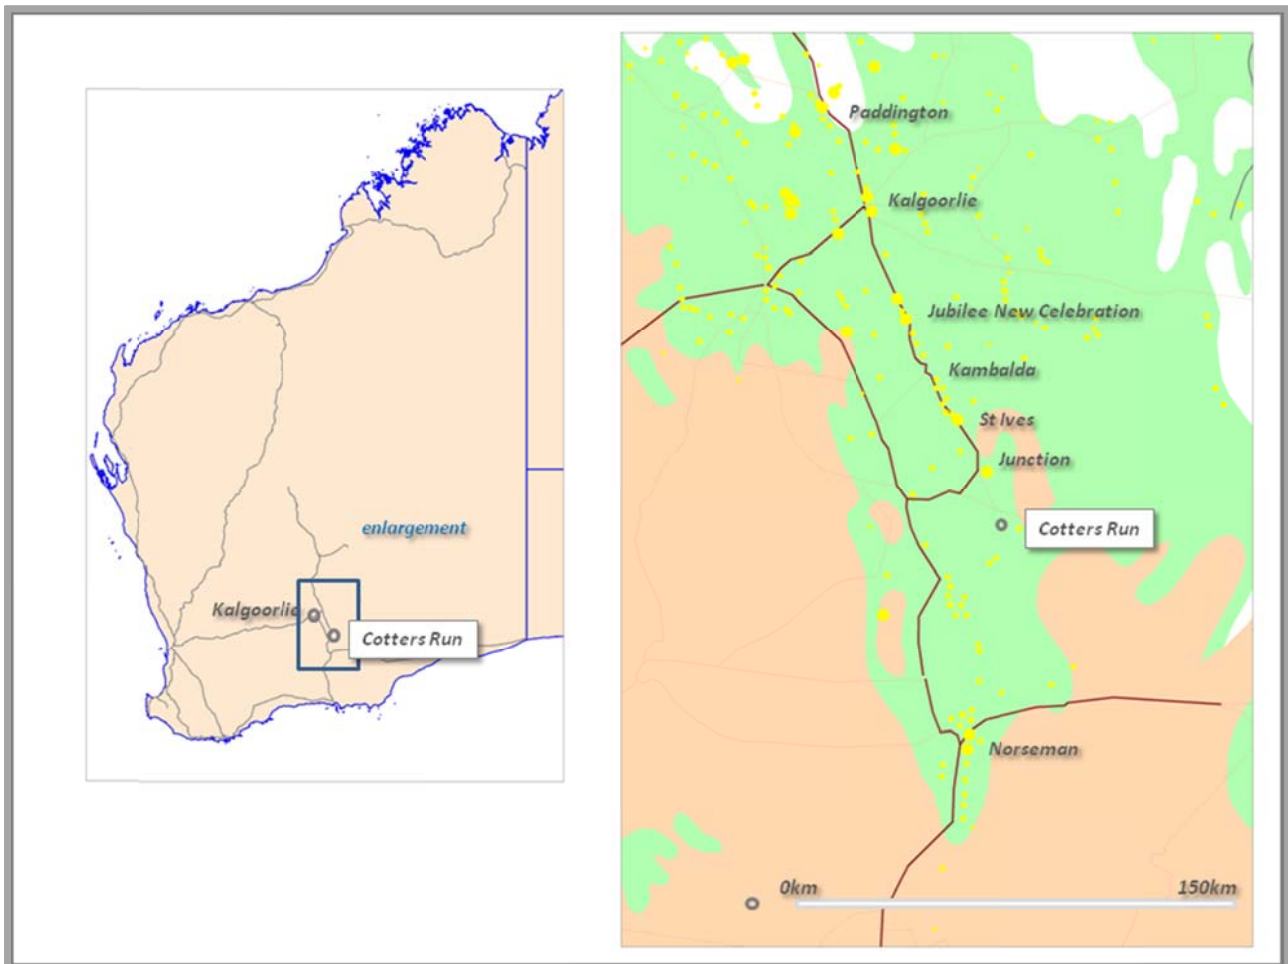 enlargement
Kalgoorlie
Cotters Run
Paddington
Kalgoorlie
Jubilee New Celebration
Kambalda
St Ives
Junction
Cotters Run
Norseman
0km
150km